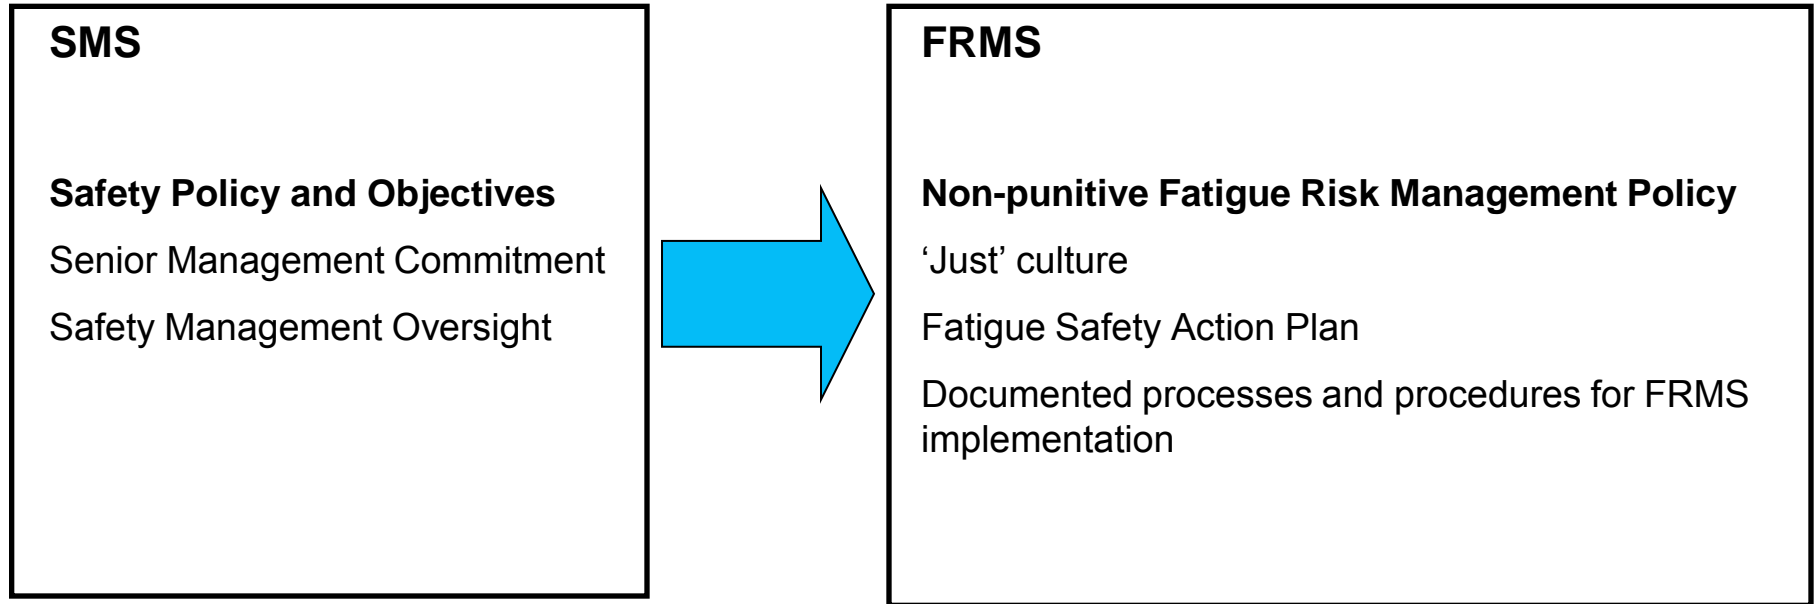 SMS
Safety Policy and Objectives
Senior Management Commitment
Safety Management Oversight
FRMS
Non-punitive Fatigue Risk Management Policy
‘Just’ culture
Fatigue Safety Action Plan
Documented processes and procedures for FRMS
implementation